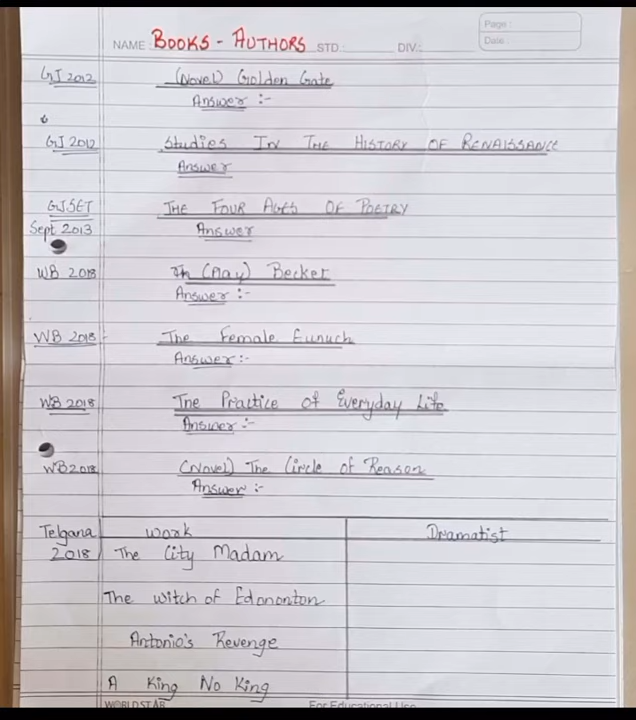 Page :
NAME : BOOKS - AUTHORS STD : DIV.:
Date :
GJ 2012 (Novel) Golden Gate
Answer :-
GJ 2012 Studies IN THE HISTORY OF RENAISSANCE
Answer
GJSET THE FOUR AGES OF POETRY
Sept 2013 Answer
WB 2018 (Play) Becket
Answer :-
WB 2018 - The Female Eunuch
Answer :-
WB 2018 The Practice of Everyday Life
Answer :-
WB 2018 (Novel) The Circle of Reason
Answer :-
Telgana Work Dramatist
2018 The City Madam
The Witch of Edmonton
Antonio's Revenge
A King No King
WORLD STAR For Educational Use